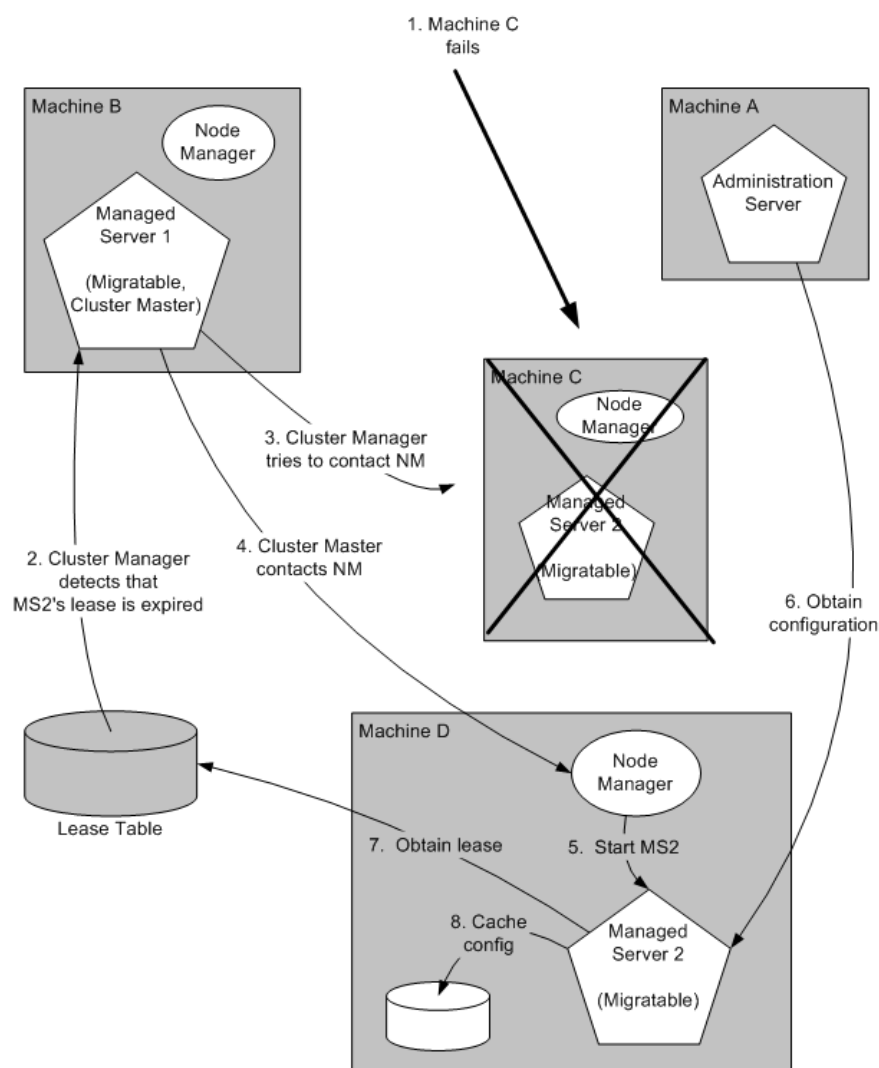 1. Machine C
fails
Machine B
Node
Manager
Managed
Server 1
(Migratable,
Cluster Master)
Machine A
Administration
Server
Machine C
Node
Manager
Managed
Server 2
(Migratable)
3. Cluster Manager
tries to contact NM
4. Cluster Master
contacts NM
2. Cluster Manager
detects that
MS2's lease is expired
6. Obtain
configuration
Lease Table
Machine D
Node
Manager
7. Obtain lease
5. Start MS2
8. Cache
config
Managed
Server 2
(Migratable)